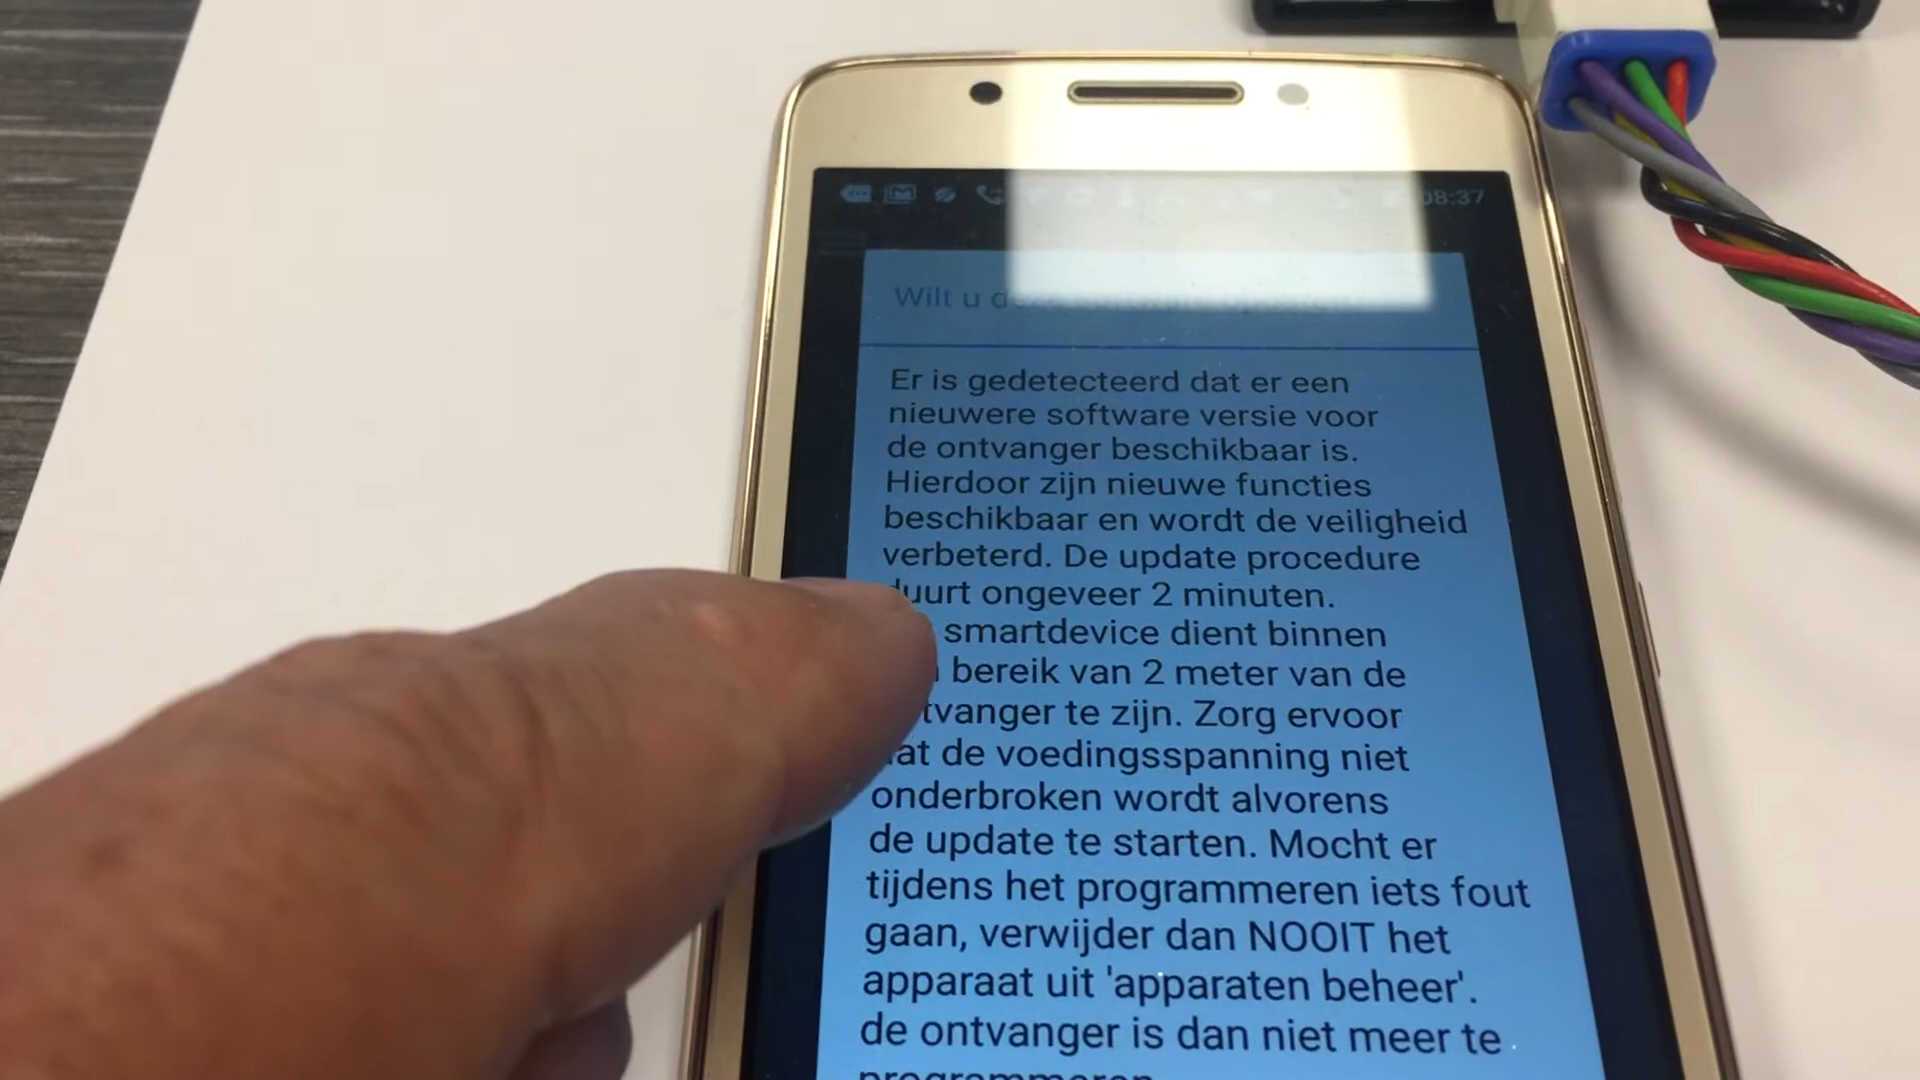 08:37
Wilt u
Er is gedetecteerd dat er een
nieuwere software versie voor
de ontvanger beschikbaar is.
Hierdoor zijn nieuwe functies
beschikbaar en wordt de veiligheid
verbeterd. De update procedure
duurt ongeveer 2 minuten.
smartdevice dient binnen
bereik van 2 meter van de
tvanger te zijn. Zorg ervoor
at de voedingsspanning niet
onderbroken wordt alvorens
de update te starten. Mocht er
tijdens het programmeren iets fout
gaan, verwijder dan NOOIT het
apparaat uit 'apparaten beheer'.
de ontvanger is dan niet meer te
programmeren